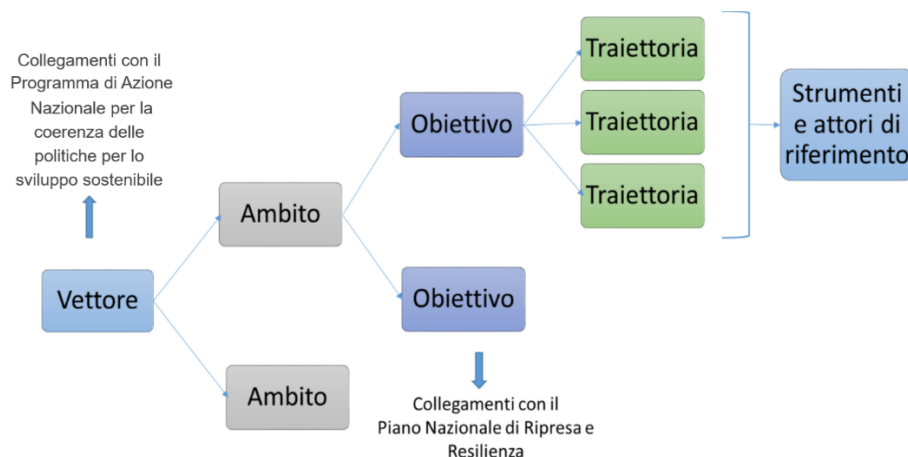 Collegamenti con il
Programma di Azione
Nazionale per la
coerenza delle
politiche per lo
sviluppo sostenibile
Vettore
Ambito
Ambito
Obiettivo
Obiettivo
Collegamenti con il
Piano Nazionale di Ripresa e
Resilienza
Traiettoria
Traiettoria
Traiettoria
Strumenti
e attori di
riferimento